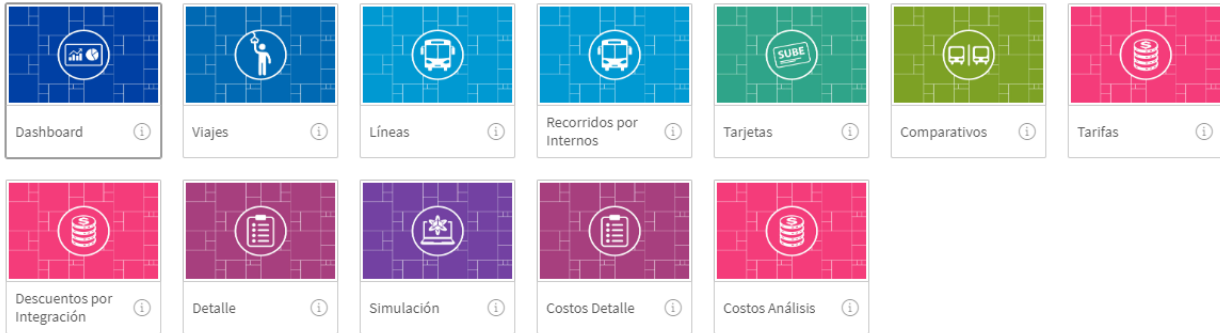 SUBE
Dashboard
Viajes
Líneas
Recorridos por
Internos
Tarjetas
Comparativos
Tarifas
Descuentos por
Integración
Detalle
Simulación
Costos Detalle
Costos Análisis